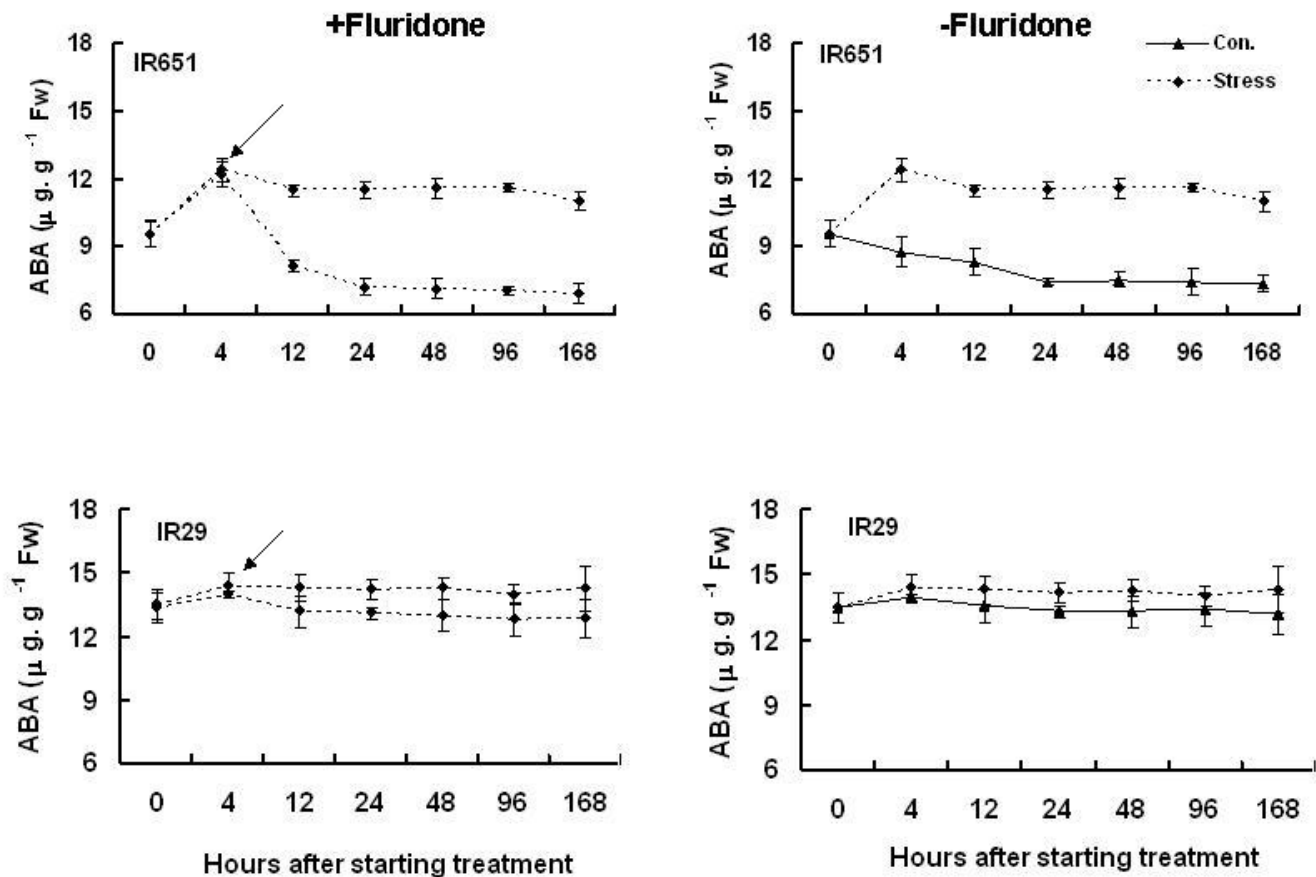 +Fluridone
-Fluridone
18
15
12
9
6
ABA (μ g. g -1 Fw)
IR651
0 4 12 24 48 96 168
18
15
12
9
6
ABA (μ g. g -1 Fw)
IR651
Con.
Stress
0 4 12 24 48 96 168
18
15
12
9
6
ABA (μ g. g -1 Fw)
IR29
0 4 12 24 48 96 168
Hours after starting treatment
18
15
12
9
6
ABA (μ g. g -1 Fw)
IR29
0 4 12 24 48 96 168
Hours after starting treatment